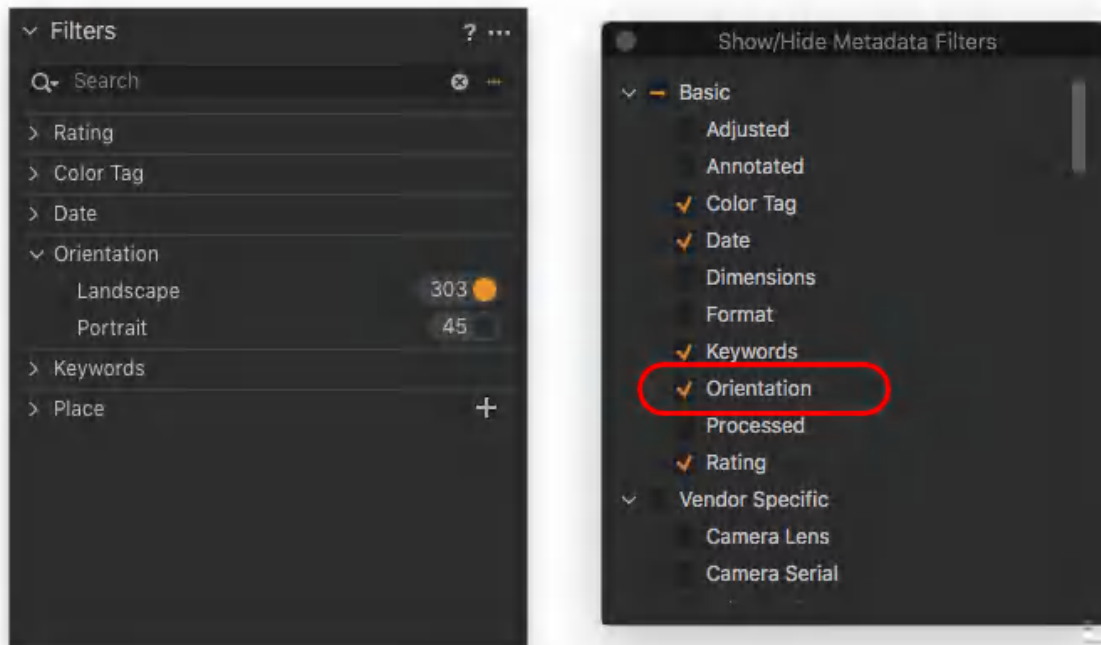 Filters
? ...
Search
Rating
Color Tag
Date
Orientation
Landscape 303
Portrait 45
Keywords
Place +
Show/Hide Metadata Filters
Basic
Adjusted
Annotated
Color Tag
Date
Dimensions
Format
Keywords
Orientation
Processed
Rating
Vendor Specific
Camera Lens
Camera Serial